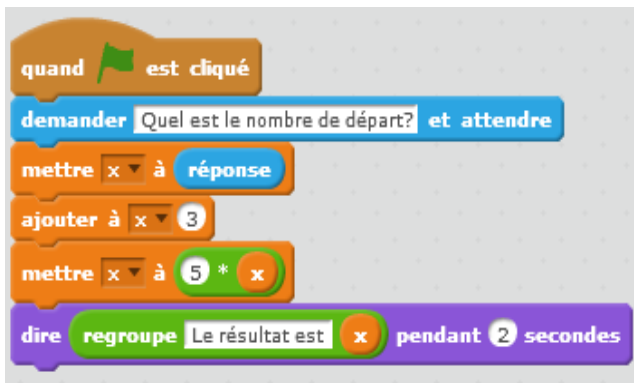 quand est cliqué
demander Quel est le nombre de départ? et attendre
mettre x à réponse
ajouter à x 3
mettre x à 5 * x
dire regroupe Le résultat est x pendant 2 secondes